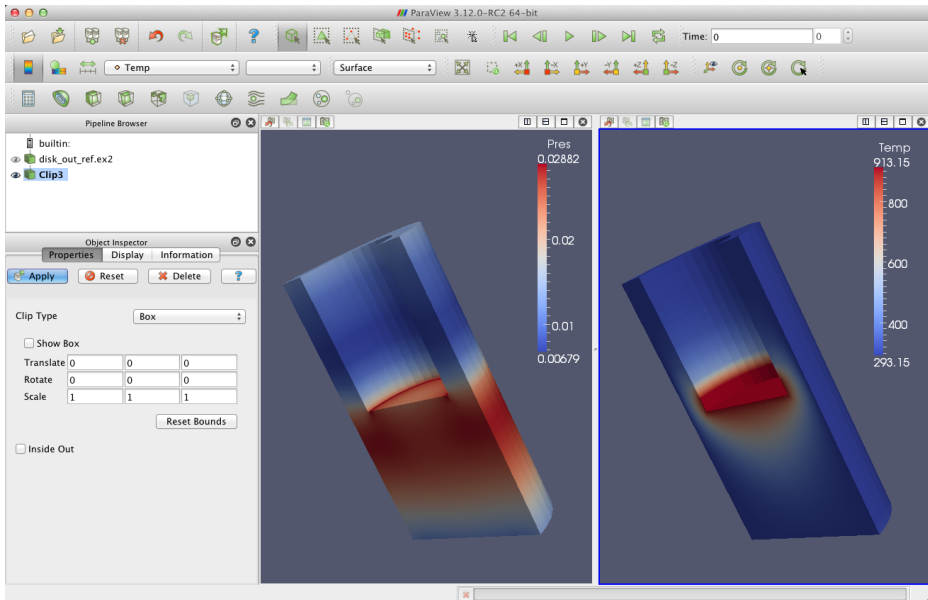 ParaView 3.12.0-RC2 64-bit
? Time: 0 0
Temp Surface +X -X +Y -Y +Z -Z
Pipeline Browser
builtin:
disk_out_ref.ex2
Clip3
Object Inspector
Properties Display Information
Apply Reset Delete ?
Clip Type Box
Show Box
Translate 0 0 0
Rotate 0 0 0
Scale 1 1 1
Reset Bounds
Inside Out
Pres
0.02882
0.02
0.01
0.00679
Temp
913.15
800
600
400
293.15